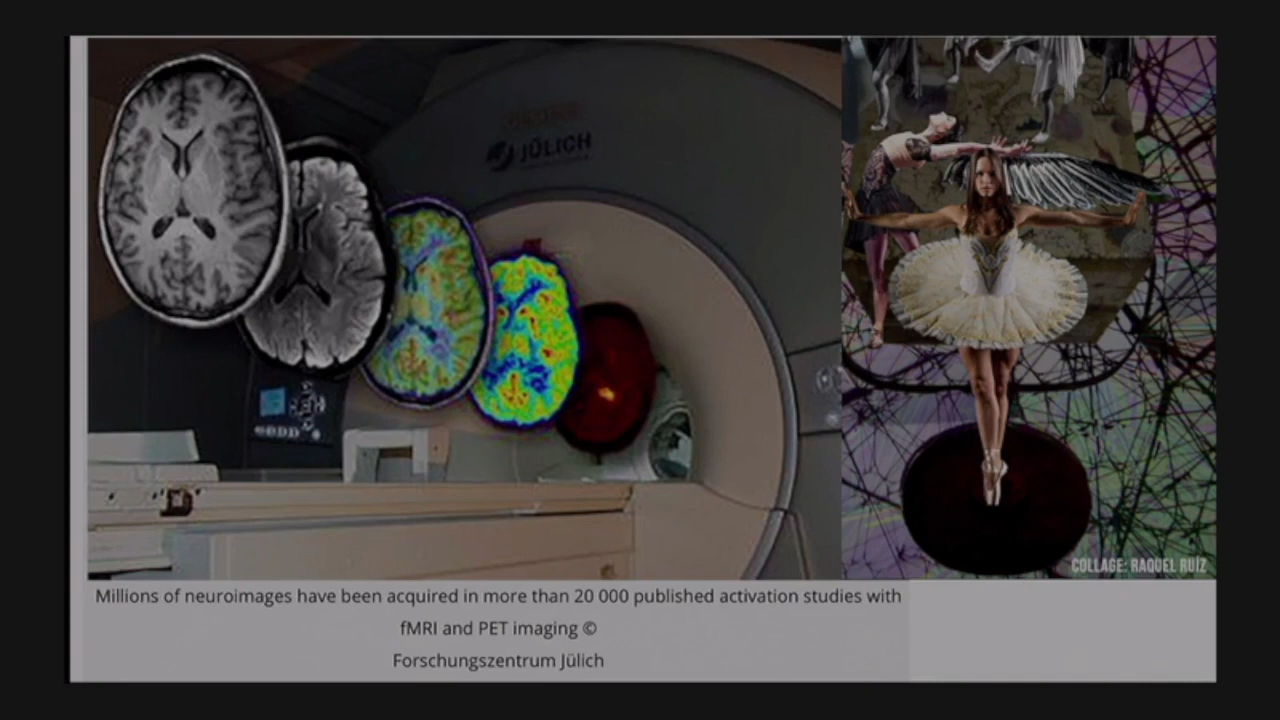 JÜLICH
COLLAGE: RAQUEL RUÍZ
Millions of neuroimages have been acquired in more than 20 000 published activation studies with
fMRI and PET imaging ©
Forschungszentrum Jülich